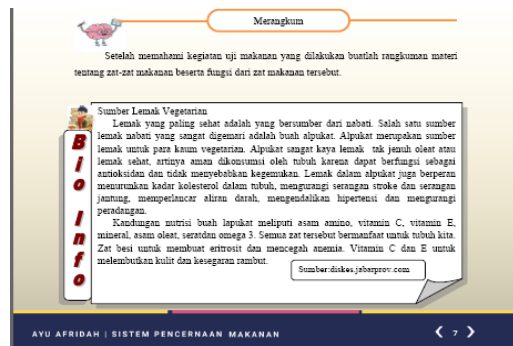 Merangkum
Setelah memahami kegiatan uji makanan yang dilakukan buatlah rangkuman materi
tentang zat-zat makanan beserta fungsi dari zat makanan tersebut.
Bio Info
Sumber Lemak Vegetarian
Lemak yang paling sehat adalah yang bersumber dari nabati. Salah satu sumber
lemak nabati yang sangat digemari adalah buah alpukat. Alpukat merupakan sumber
lemak untuk para kaum vegetarian. Alpukat sangat kaya lemak tak jenuh oleat atau
lemak sehat, artinya aman dikonsumsi oleh tubuh karena dapat berfungsi sebagai
antioksidan dan tidak menyebabkan kegemukan. Lemak dalam alpukat juga berperan
menurunkan kadar kolesterol dalam tubuh, mengurangi serangan stroke dan serangan
jantung, memperlancar aliran darah, mengendalikan hipertensi dan mengurangi
peradangan.
Kandungan nutrisi buah lapukat meliputi asam amino, vitamin C, vitamin E,
mineral, asam oleat, seratdan omega 3. Semua zat tersebut bermanfaat untuk tubuh kita.
Zat besi untuk membuat eritrosit dan mencegah anemia. Vitamin C dan E untuk
melembutkan kulit dan kesegaran rambut.
Sumber:diskes.jabarprov.com
AYU AFRIDAH | SISTEM PENCERNAAN MAKANAN
7